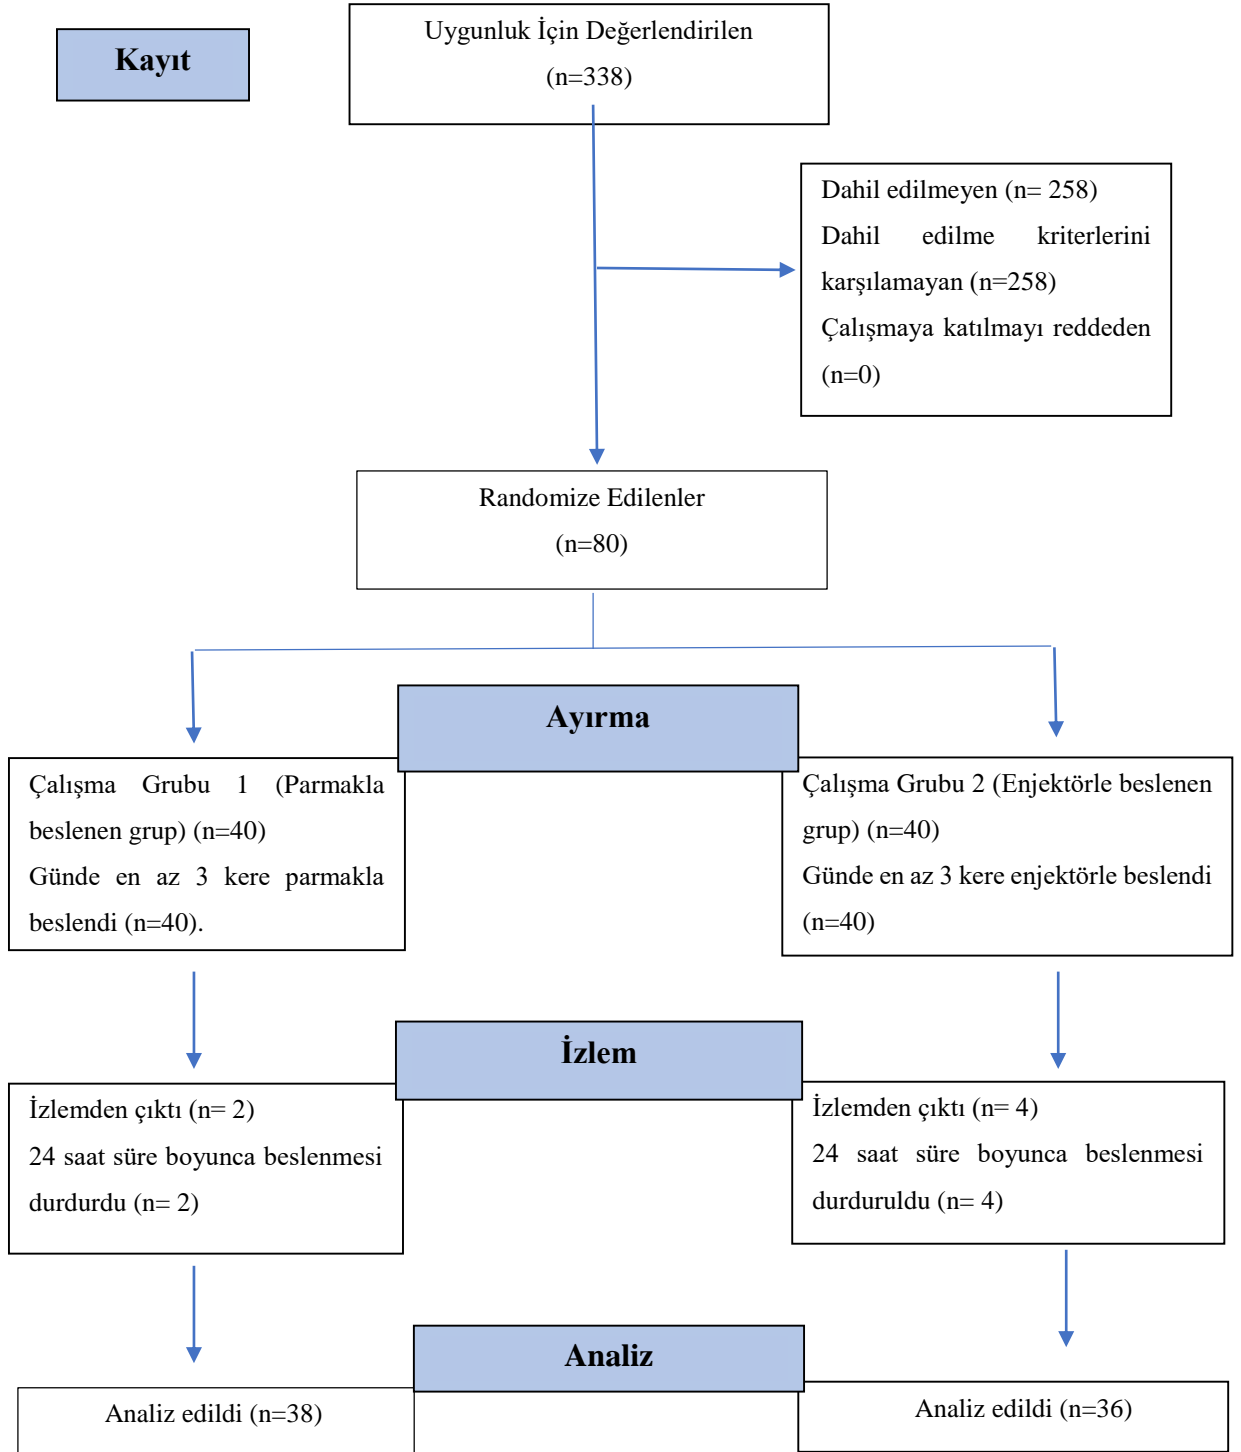 Kayıt
Uygunluk İçin Değerlendirilen
(n=338)
Dahil edilmeyen (n= 258)
Dahil edilme kriterlerini
karşılamayan (n=258)
Çalışmaya katılmayı reddeden
(n=0)
Randomize Edilenler
(n=80)
Ayırma
Çalışma Grubu 1 (Parmakla
beslenen grup) (n=40)
Günde en az 3 kere parmakla
beslendi (n=40).
Çalışma Grubu 2 (Enjektörle beslenen
grup) (n=40)
Günde en az 3 kere enjektörle beslendi
(n=40)
İzlem
İzlemden çıktı (n= 2)
24 saat süre boyunca beslenmesi
durdurdu (n= 2)
İzlemden çıktı (n= 4)
24 saat süre boyunca beslenmesi
durduruldu (n= 4)
Analiz
Analiz edildi (n=38)
Analiz edildi (n=36)